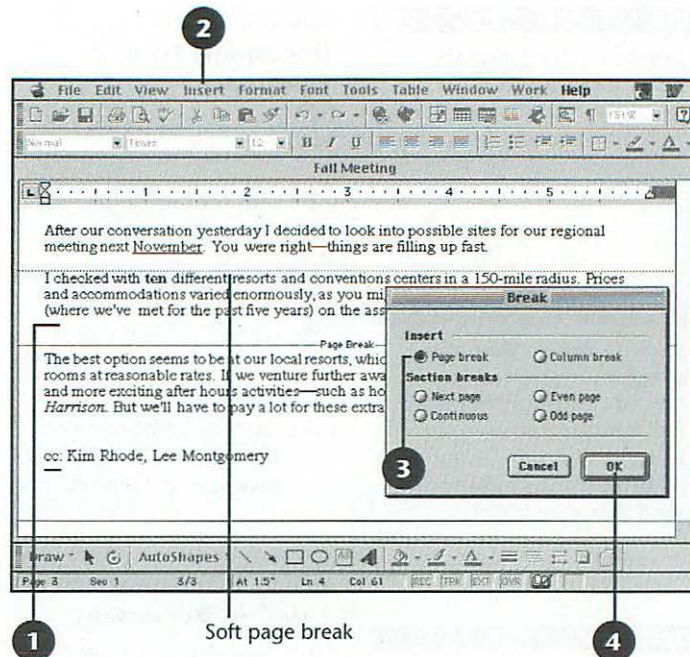 2
File Edit View Insert Format Font Tools Table Window Work Help
Normal Times 12 B I U
Fall Meeting
1 2 3 4 5
After our conversation yesterday I decided to look into possible sites for our regional
meeting next November. You were right—things are filling up fast.
I checked with ten different resorts and conventions centers in a 150-mile radius. Prices
and accommodations varied enormously, as you mi
(where we've met for the past five years) on the ass
Page Break
The best option seems to be at our local resorts, whic
rooms at reasonable rates. If we venture further awa
and more exciting after hours activities—such as ho
Harrison. But we'll have to pay a lot for these extra
cc: Kim Rhode, Lee Montgomery
Break
Insert
Page break Column break
Section breaks
Next page Even page
Continuous Odd page
3
Cancel OK
Draw AutoShapes
Page 3 Sec 1 3/3 At 1.5" Ln 4 Col 61 REC TRK EXT OVR
1
Soft page break
4